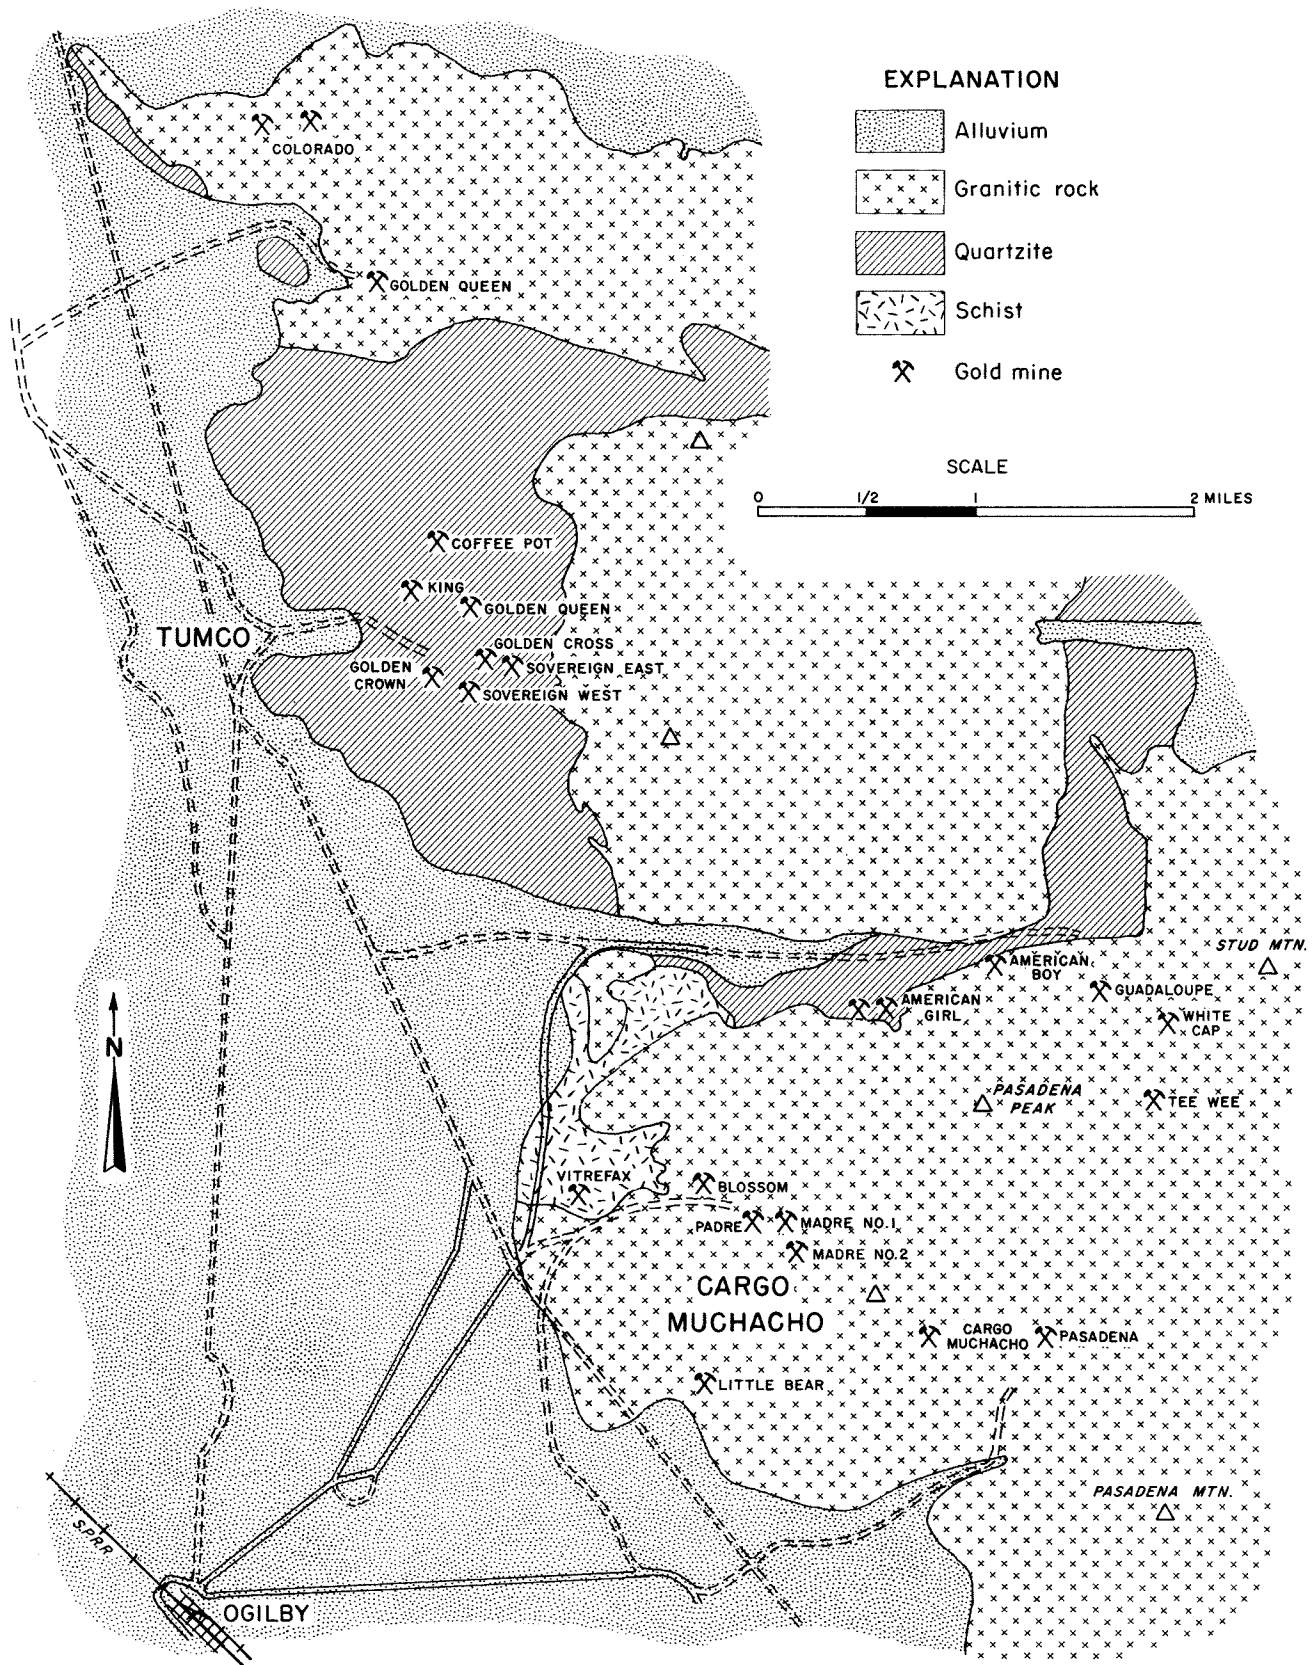 EXPLANATION
Alluvium
Granitic rock
Quartzite
Schist
Gold mine
SCALE
0 1/2 1 2 MILES
COLORADO
GOLDEN QUEEN
COFFEE POT
KING
GOLDEN QUEEN
TUMCO
GOLDEN CROSS
GOLDEN
CROWN
SOVEREIGN EAST
SOVEREIGN WEST
STUD MTN.
AMERICAN
BOY
GUADALOUPE
AMERICAN
GIRL
WHITE
CAP
N
PASADENA
PEAK
TEE WEE
VITREFAX
BLOSSOM
PADRE
MADRE NO.1
MADRE NO.2
CARGO
MUCHACHO
CARGO
MUCHACHO
PASADENA
LITTLE BEAR
PASADENA MTN.
SPRR
OGILBY